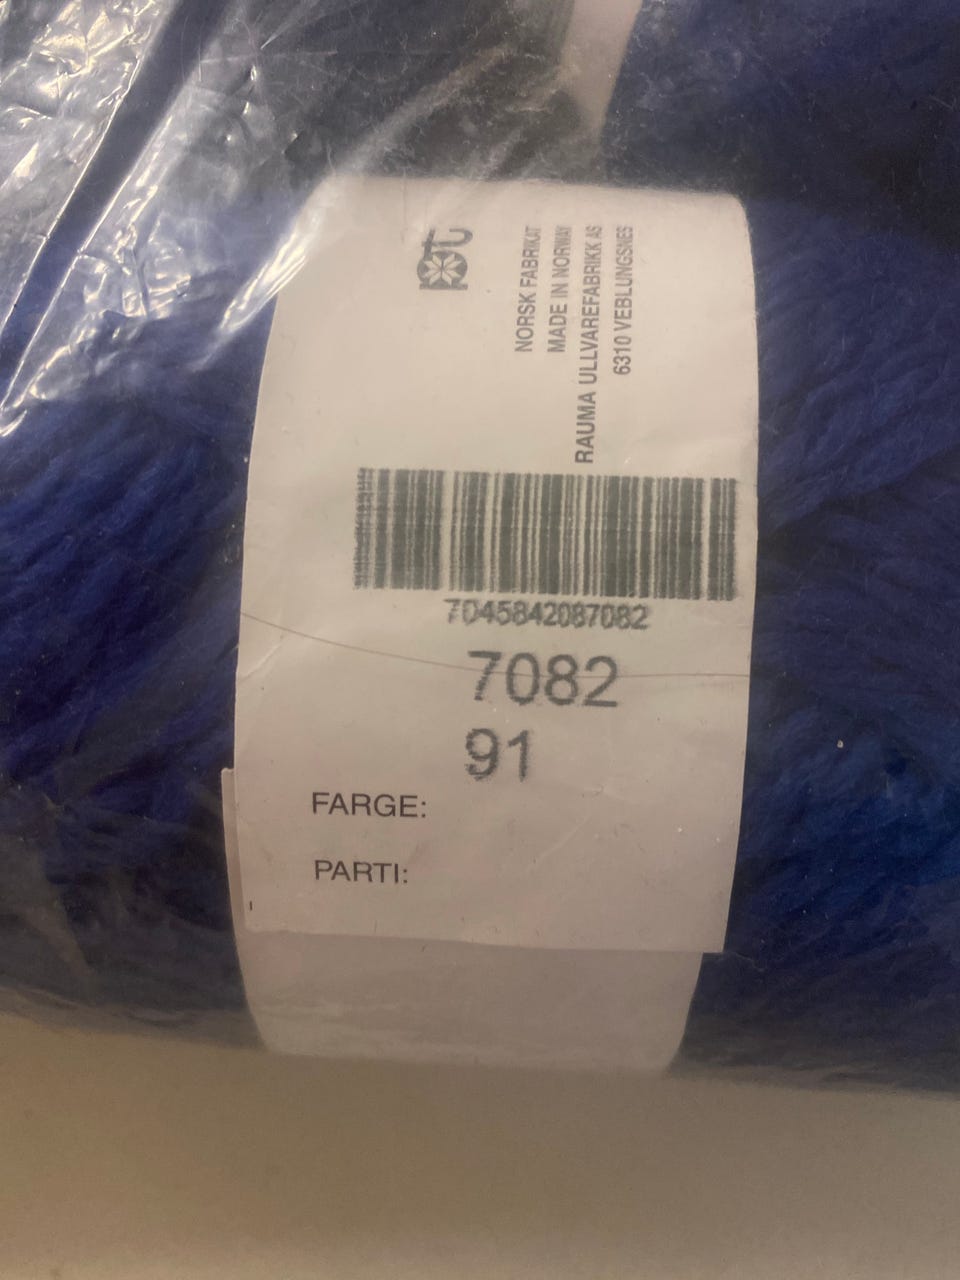 NORSK FABRIKAT
MADE IN NORWAY
RAUMA ULLVAREFABRIKK AS
6310 VEBLUNGSNES
7045842087082
7082
91
FARGE:
PARTI: